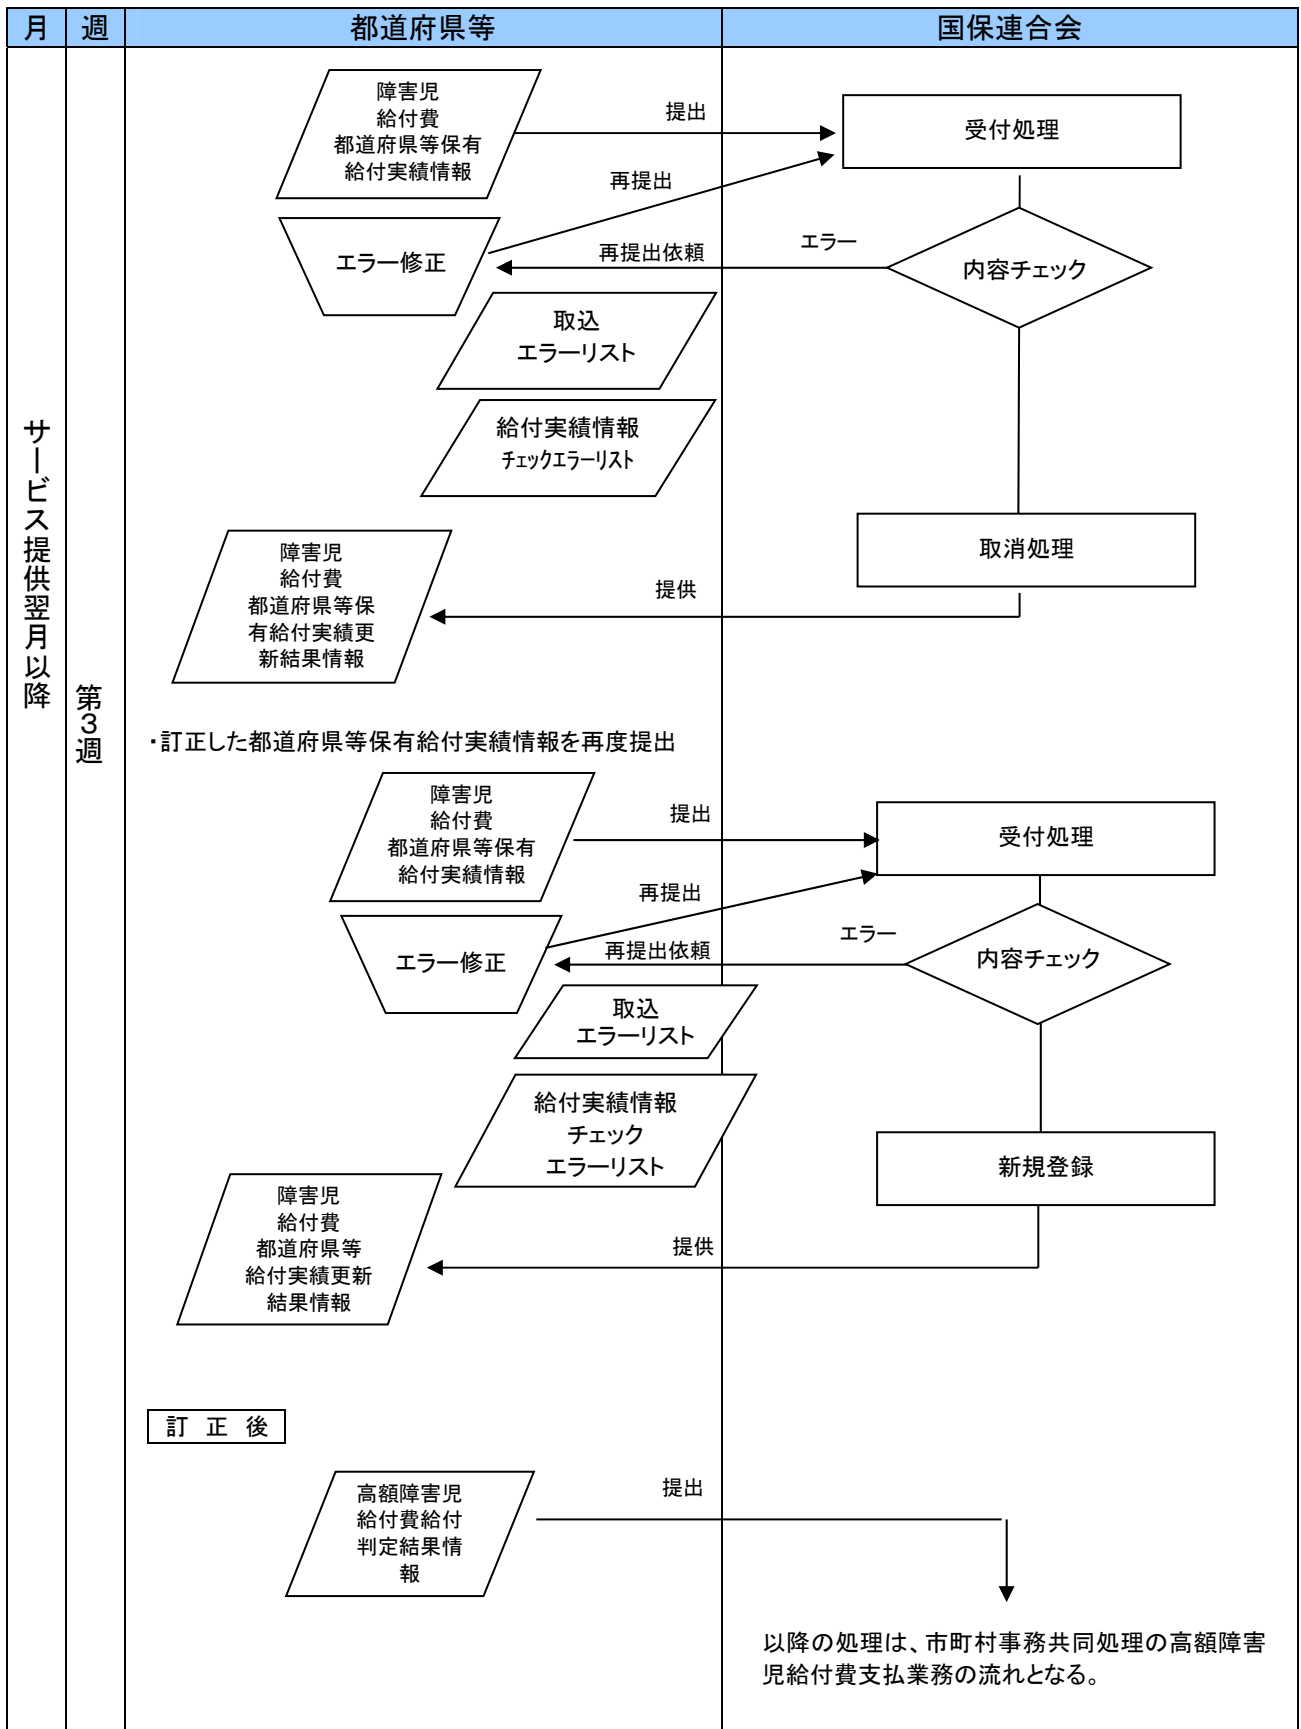 月 週 都道府県等 国保連合会
障害児
給付費
都道府県等保有
給付実績情報
提出
受付処理
再提出
エラー修正
再提出依頼
エラー
内容チェック
取込
エラーリスト
給付実績情報
チェックエラーリスト
サービス提供翌月以降
第3週
取消処理
障害児
給付費
都道府県等保
有給付実績更
新結果情報
提供
・訂正した都道府県等保有給付実績情報を再度提出
障害児
給付費
都道府県等保有
給付実績情報
提出
受付処理
再提出
エラー修正
再提出依頼
エラー
内容チェック
取込
エラーリスト
給付実績情報
チェック
エラーリスト
新規登録
障害児
給付費
都道府県等
給付実績更新
結果情報
提供
訂 正 後
高額障害児
給付費給付
判定結果情
報
提出
以降の処理は、市町村事務共同処理の高額障害
児給付費支払業務の流れとなる。